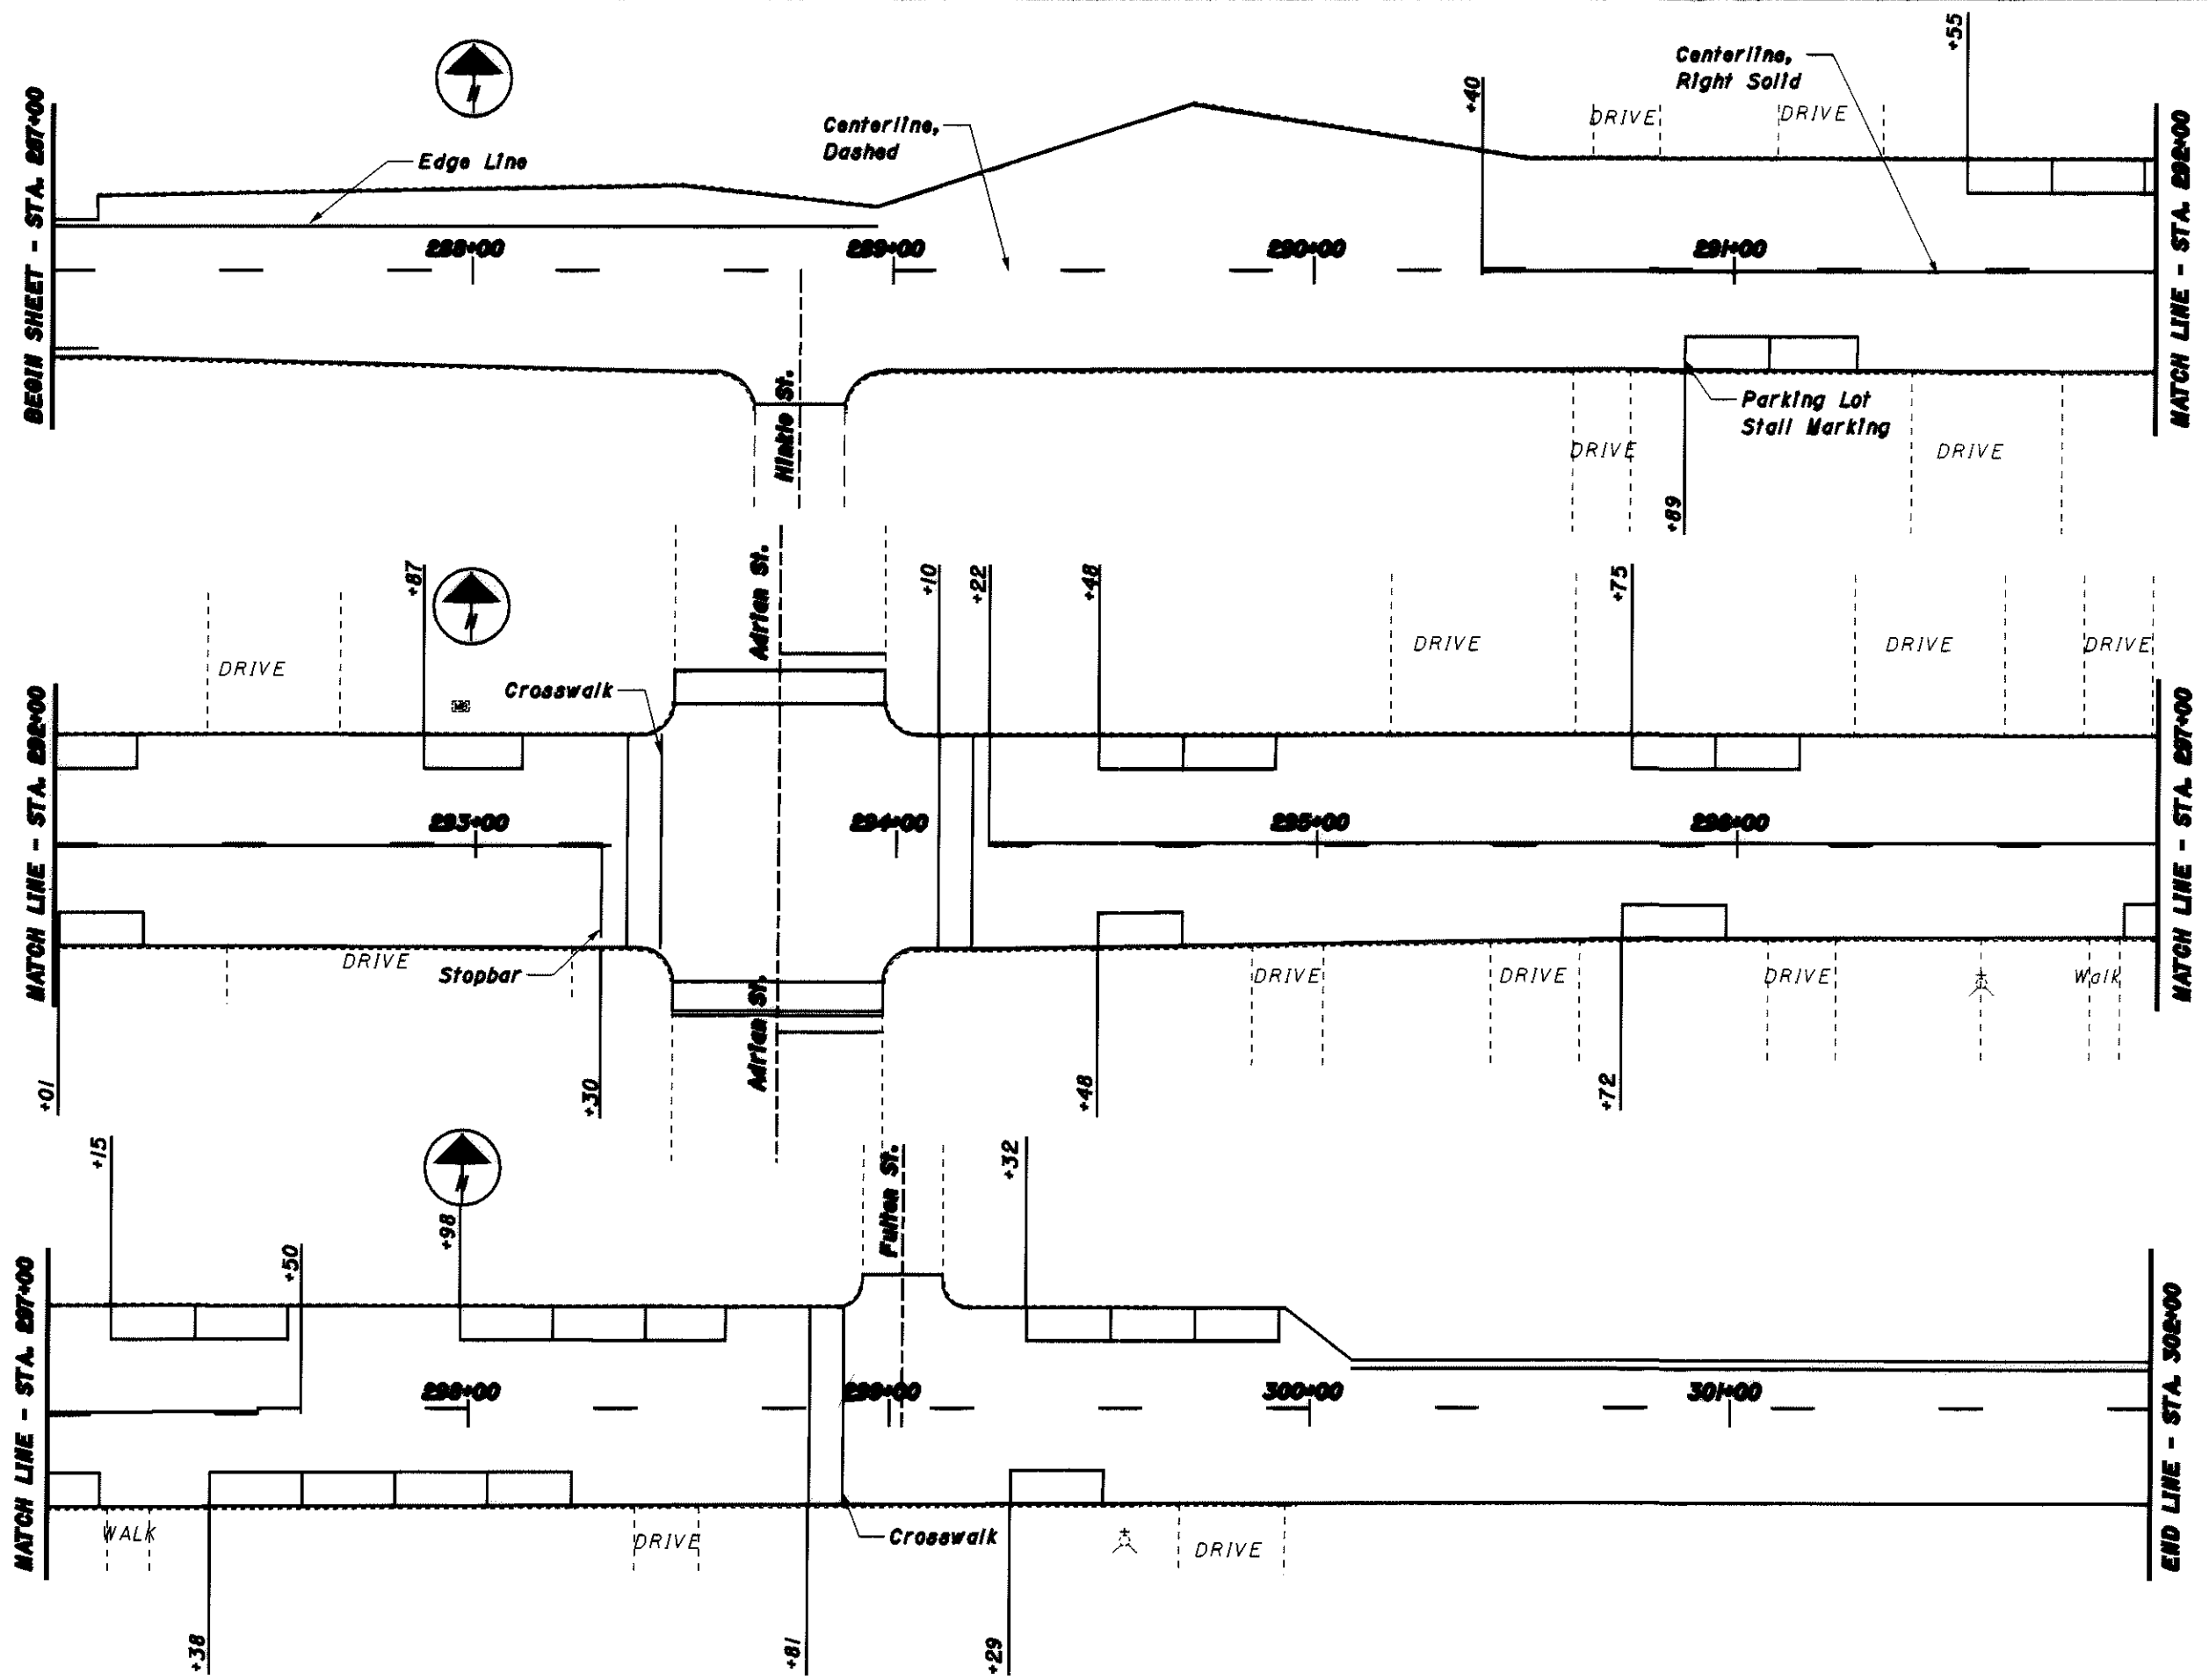 BEGIN SHEET - STA. 287+00
N
Edge Line
Centerline,
Dashed
+40
Centerline,
Right Solid
+55
DRIVE
DRIVE
288+00
289+00
290+00
291+00
MATCH LINE - STA. 292+00
Hinkle St.
Parking Lot
Stall Marking
DRIVE
DRIVE
+89
MATCH LINE - STA. 292+00
DRIVE
+87
N
Crosswalk
Adrian St.
+10
+22
+48
DRIVE
+75
DRIVE
DRIVE
MB
293+00
294+00
295+00
296+00
MATCH LINE - STA. 297+00
DRIVE
Stopbar
Adrian St.
DRIVE
DRIVE
DRIVE
Walk
+01
+30
+48
+72
MATCH LINE - STA. 297+00
+15
+50
N
+98
Fulton St.
+32
298+00
299+00
300+00
301+00
END LINE - STA. 302+00
WALK
DRIVE
Crosswalk
DRIVE
+38
+81
+29